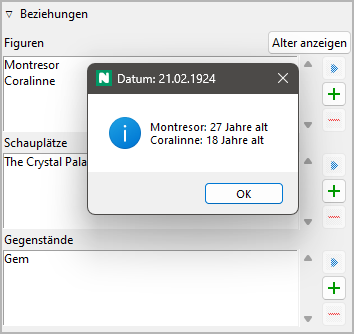 Beziehungen
Figuren
Alter anzeigen
Montresor
Coralinne
N Datum: 21.02.1924
Montresor: 27 Jahre alt
Coralinne: 18 Jahre alt
OK
Schauplätze
The Crystal Pala
Gegenstände
Gem